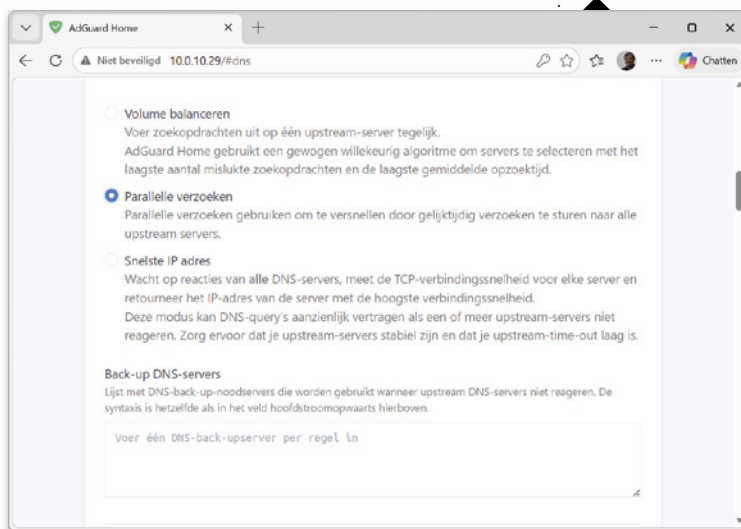 AdGuard Home
Niet beveiligd 10.0.10.29/#dns
Chatten
Volume balanceren
Voer zoekopdrachten uit op één upstream-server tegelijk.
AdGuard Home gebruikt een gewogen willekeurig algoritme om servers te selecteren met het
laagste aantal mislukte zoekopdrachten en de laagste gemiddelde opzoektijd.
Parallelle verzoeken
Parallelle verzoeken gebruiken om te versnellen door gelijktijdig verzoeken te sturen naar alle
upstream servers.
Snelste IP adres
Wacht op reacties van alle DNS-servers, meet de TCP-verbindingssnelheid voor elke server en
retourneer het IP-adres van de server met de hoogste verbindingssnelheid.
Deze modus kan DNS-query's aanzienlijk vertragen als een of meer upstream-servers niet
reageren. Zorg ervoor dat je upstream-servers stabiel zijn en dat je upstream-time-out laag is.
Back-up DNS-servers
Lijst met DNS-back-up-noodservers die worden gebruikt wanneer upstream DNS-servers niet reageren. De
syntaxis is hetzelfde als in het veld hoofdstroomopwaarts hierboven.
Voer één DNS-back-upserver per regel in